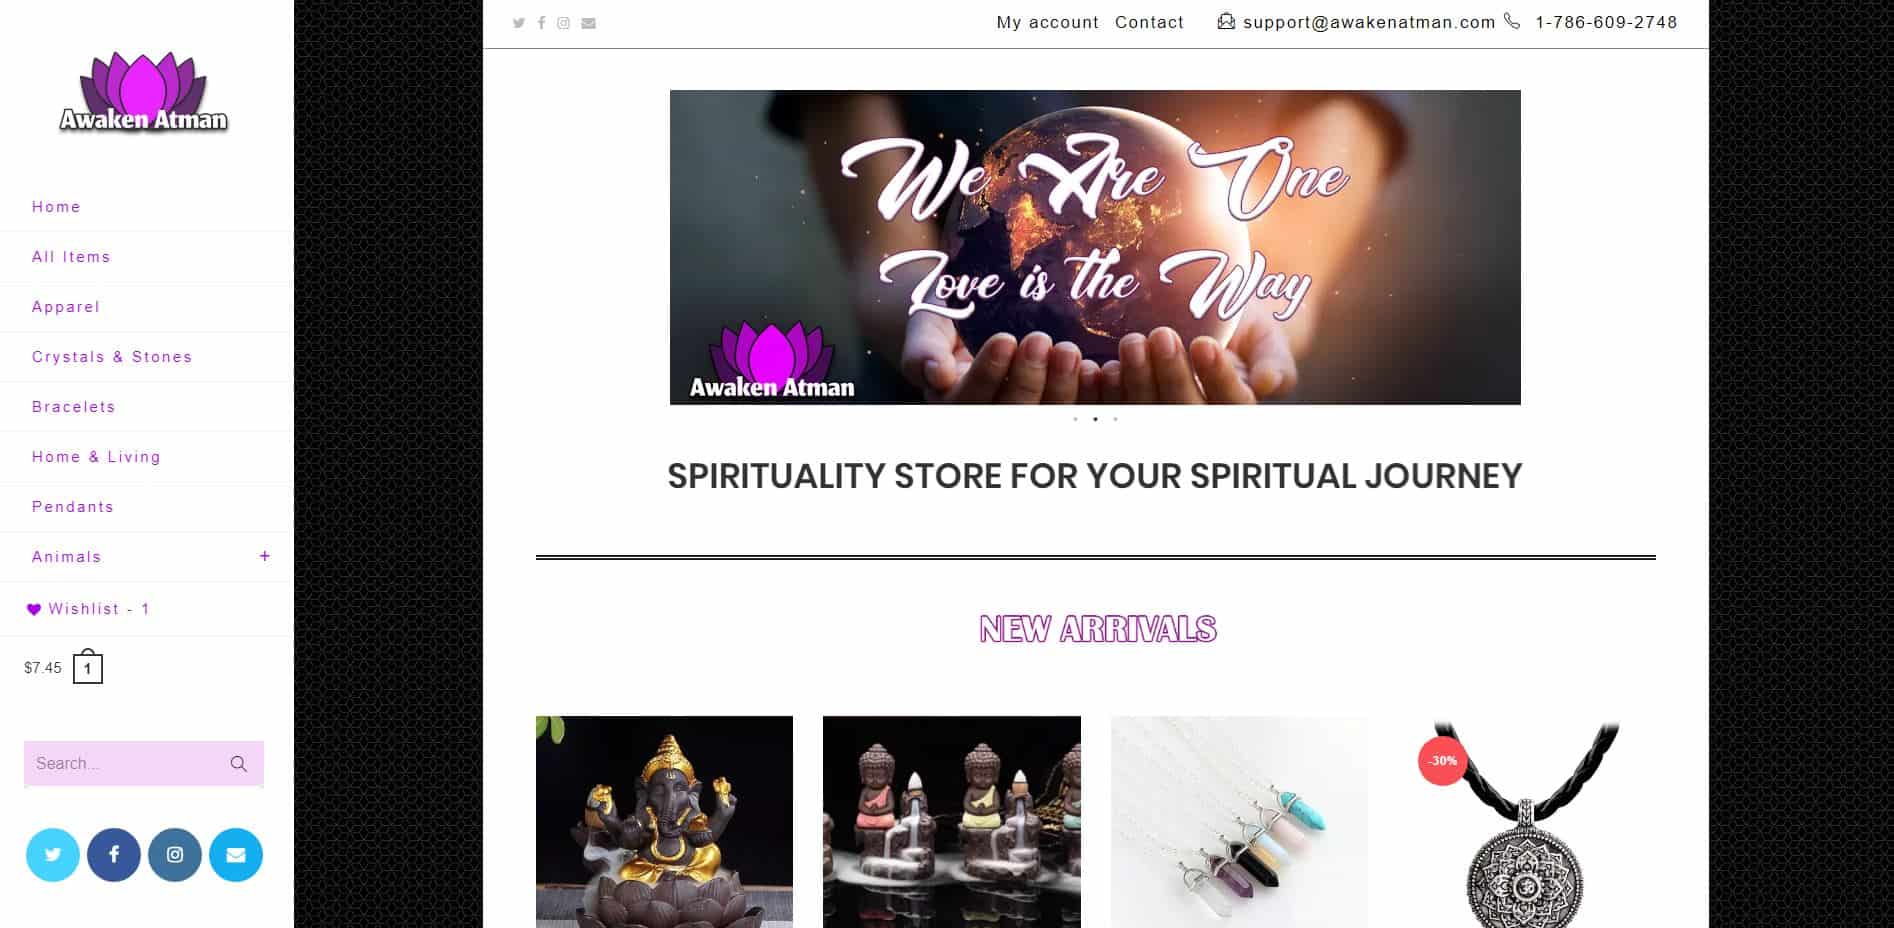 Awaken Atman
Home
All Items
Apparel
Crystals & Stones
Bracelets
Home & Living
Pendants
Animals +
Wishlist - 1
$7.45 1
Search...
My account Contact support@awakenatman.com 1-786-609-2748
We Are One
Love is the Way
Awaken Atman
SPIRITUALITY STORE FOR YOUR SPIRITUAL JOURNEY
NEW ARRIVALS
-30%